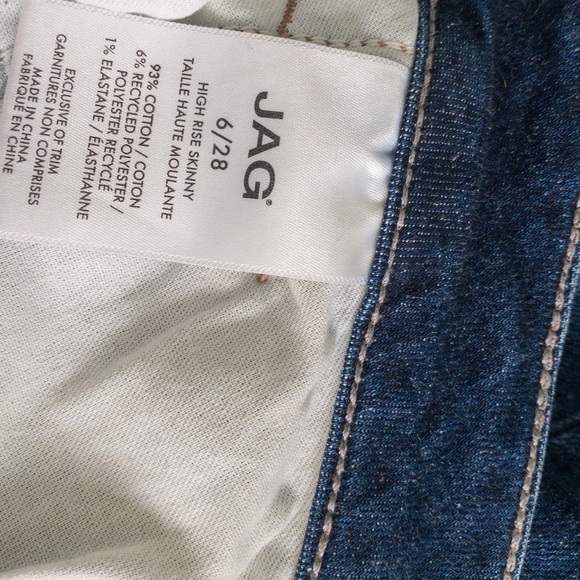 JAG®
6/28
HIGH RISE SKINNY
TAILLE HAUTE MOULANTE
93% COTTON / COTON
6% RECYCLED POLYESTER /
POLYESTER RECYCLÉ
1% ELASTANE / ÉLASTHANNE
EXCLUSIVE OF TRIM
GARNITURES NON COMPRISES
MADE IN CHINA
FABRIQUÉ EN CHINE